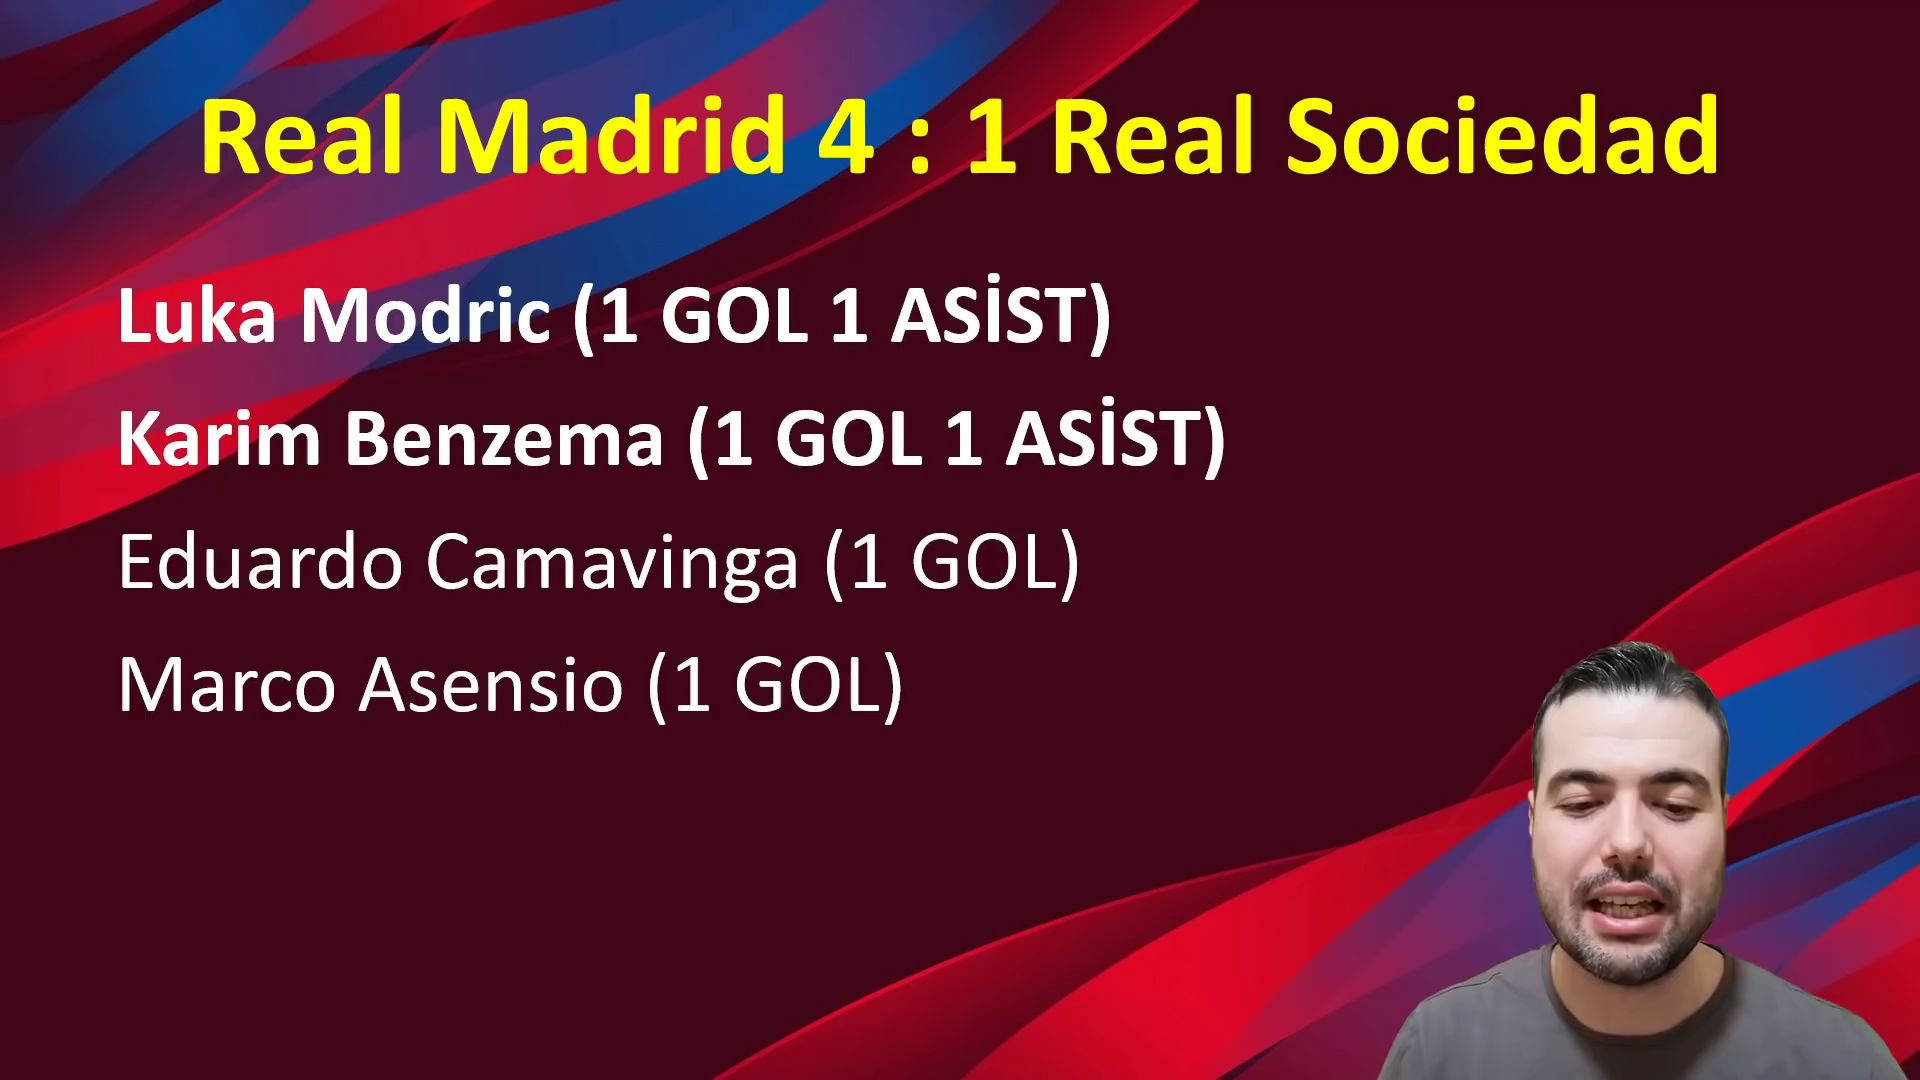 Real Madrid 4 : 1 Real Sociedad
Luka Modric (1 GOL 1 ASİST)
Karim Benzema (1 GOL 1 ASİST)
Eduardo Camavinga (1 GOL)
Marco Asensio (1 GOL)